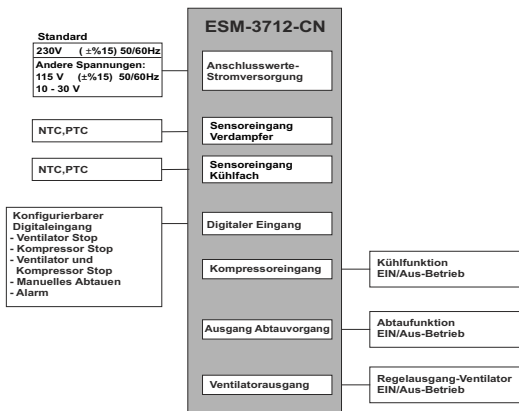 ESM-3712-CN
Standard
230V ( ±%15) 50/60Hz
Andere Spannungen:
115 V (±%15) 50/60Hz
10 - 30 V
Anschlusswerte-
Stromversorgung
NTC,PTC
Sensoreingang
Verdampfer
NTC,PTC
Sensoreingang
Kühlfach
Konfigurierbarer
Digitaleingang
- Ventilator Stop
- Kompressor Stop
- Ventilator und
Kompressor Stop
- Manuelles Abtauen
- Alarm
Digitaler Eingang
Kompressoreingang
Kühlfunktion
EIN/Aus-Betrieb
Ausgang Abtauvorgang
Abtaufunktion
EIN/Aus-Betrieb
Ventilatorausgang
Regelausgang-Ventilator
EIN/Aus-Betrieb